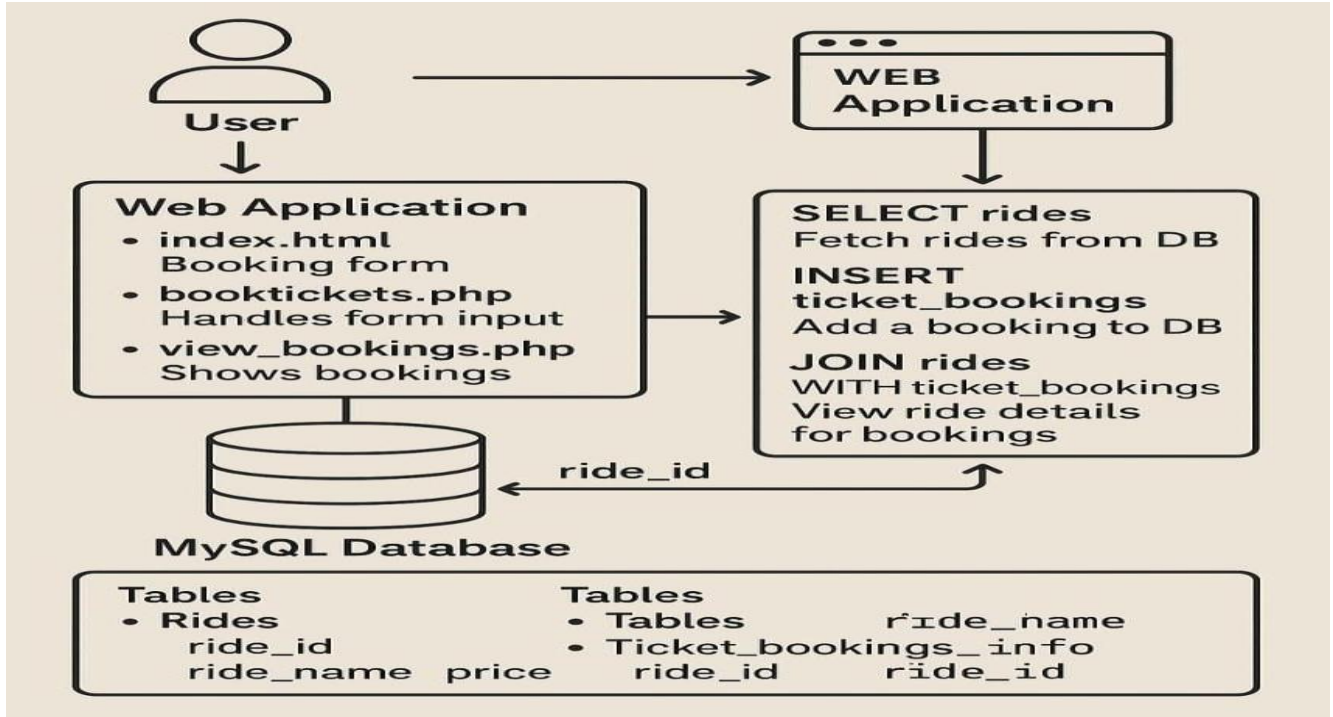 User
WEB
Application
Web Application
• index.html
Booking form
• booktickets.php
Handles form input
• view_bookings.php
Shows bookings
SELECT rides
Fetch rides from DB
INSERT
ticket_bookings
Add a booking to DB
JOIN rides
WITH ticket_bookings
View ride details
for bookings
ride_id
MySQL Database
Tables
• Rides
ride_id
ride_name price
Tables
• Tables ride_name
• Ticket_bookings_info
ride_id ride_id